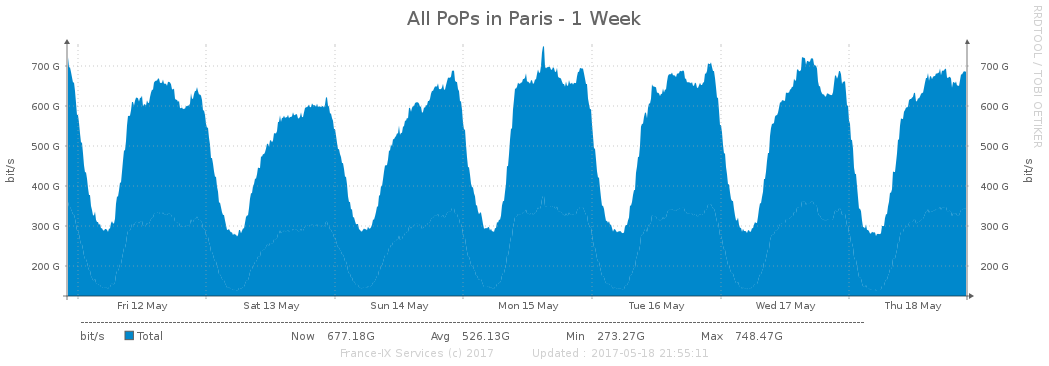 All PoPs in Paris - 1 Week
RRDTOOL / TOBI OETIKER
700 G 700 G
600 G 600 G
500 G 500 G
bit/s bit/s
400 G 400 G
300 G 300 G
200 G 200 G
Fri 12 May Sat 13 May Sun 14 May Mon 15 May Tue 16 May Wed 17 May Thu 18 May
bit/s Total Now 677.18G Avg 526.13G Min 273.27G Max 748.47G
France-IX Services (c) 2017 Updated : 2017-05-18 21:55:11